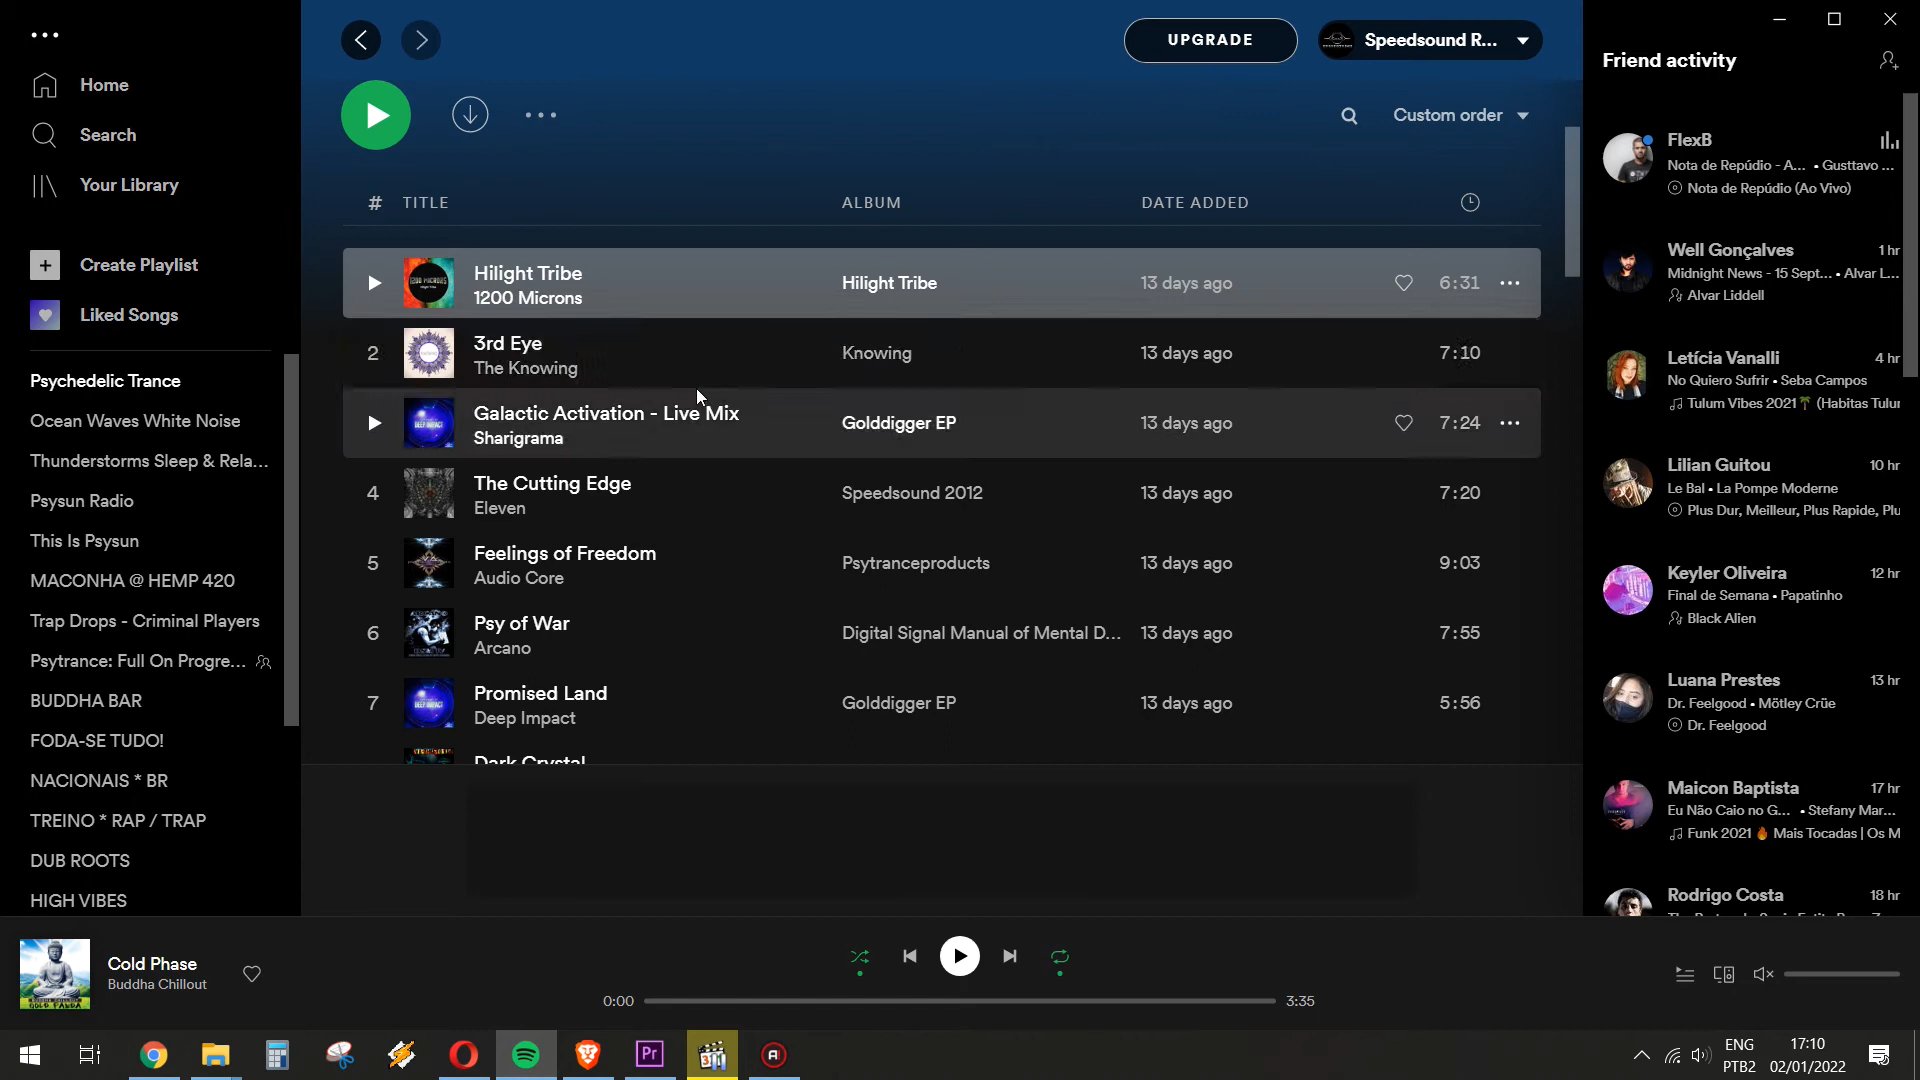 Home
Search
Your Library
Create Playlist
Liked Songs
Psychedelic Trance
Ocean Waves White Noise
Thunderstorms Sleep & Rela...
Psysun Radio
This Is Psysun
MACONHA @ HEMP 420
Trap Drops - Criminal Players
Psytrance: Full On Progre...
BUDDHA BAR
FODA-SE TUDO!
NACIONAIS * BR
TREINO * RAP / TRAP
DUB ROOTS
HIGH VIBES
UPGRADE
Speedsound R...
Custom order
# TITLE ALBUM DATE ADDED
Hilight Tribe
1200 Microns
Hilight Tribe 13 days ago 6:31
2 3rd Eye
The Knowing
Knowing 13 days ago 7:10
Galactic Activation - Live Mix
Sharigrama
Golddigger EP 13 days ago 7:24
4 The Cutting Edge
Eleven
Speedsound 2012 13 days ago 7:20
5 Feelings of Freedom
Audio Core
Psytranceproducts 13 days ago 9:03
6 Psy of War
Arcano
Digital Signal Manual of Mental D... 13 days ago 7:55
7 Promised Land
Deep Impact
Golddigger EP 13 days ago 5:56
Dark Crystal
Friend activity
FlexB
Nota de Repúdio - A... • Gusttavo ...
Nota de Repúdio (Ao Vivo)
Well Gonçalves 1 hr
Midnight News - 15 Sept... • Alvar L...
Alvar Liddell
Letícia Vanalli 4 hr
No Quiero Sufrir • Seba Campos
Tulum Vibes 2021🌴 (Habitas Tulur
Lilian Guitou 10 hr
Le Bal • La Pompe Moderne
Plus Dur, Meilleur, Plus Rapide, Plu
Keyler Oliveira 12 hr
Final de Semana • Papatinho
Black Alien
Luana Prestes 13 hr
Dr. Feelgood • Mötley Crüe
Dr. Feelgood
Maicon Baptista 17 hr
Eu Não Caio no G... • Stefany Mar...
Funk 2021 🔥 Mais Tocadas | Os M
Rodrigo Costa 18 hr
Cold Phase
Buddha Chillout
0:00 3:35
Pr
ENG
PTB2
17:10
02/01/2022